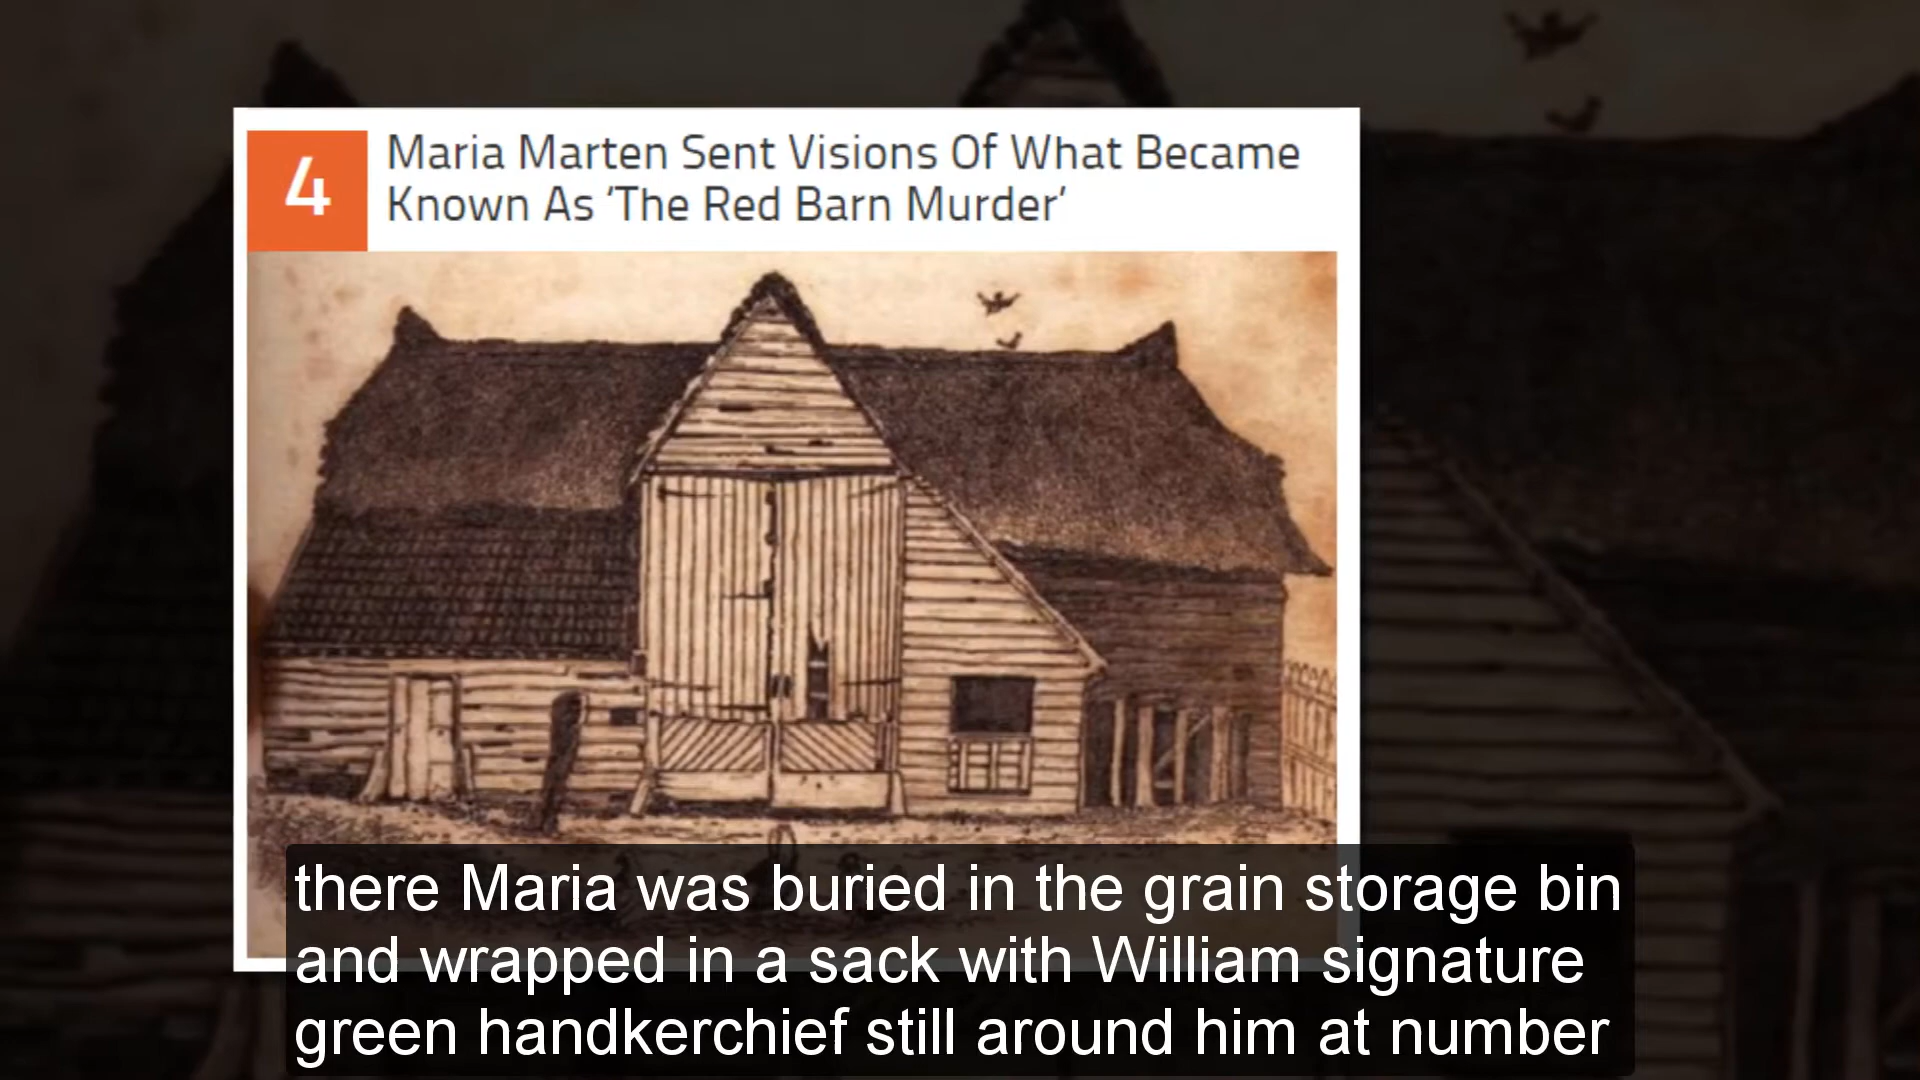 4
Maria Marten Sent Visions Of What Became
Known As ‘The Red Barn Murder’
there Maria was buried in the grain storage bin
and wrapped in a sack with William signature
green handkerchief still around him at number